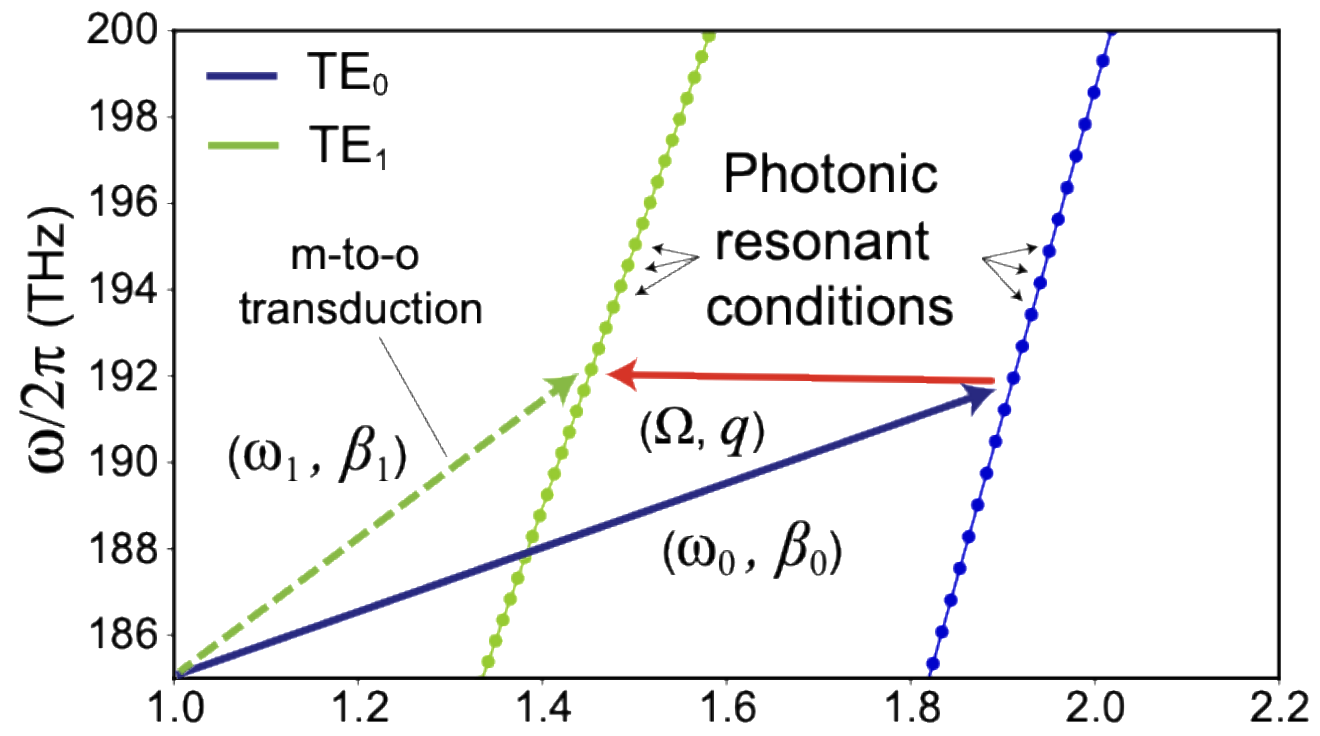 200
198
196
194
192
190
188
186
ω/2π (THz)
TE₀
TE₁
m-to-o
transduction
Photonic
resonant
conditions
(ω₁, β₁)
(Ω, q)
(ω₀, β₀)
1.0 1.2 1.4 1.6 1.8 2.0 2.2